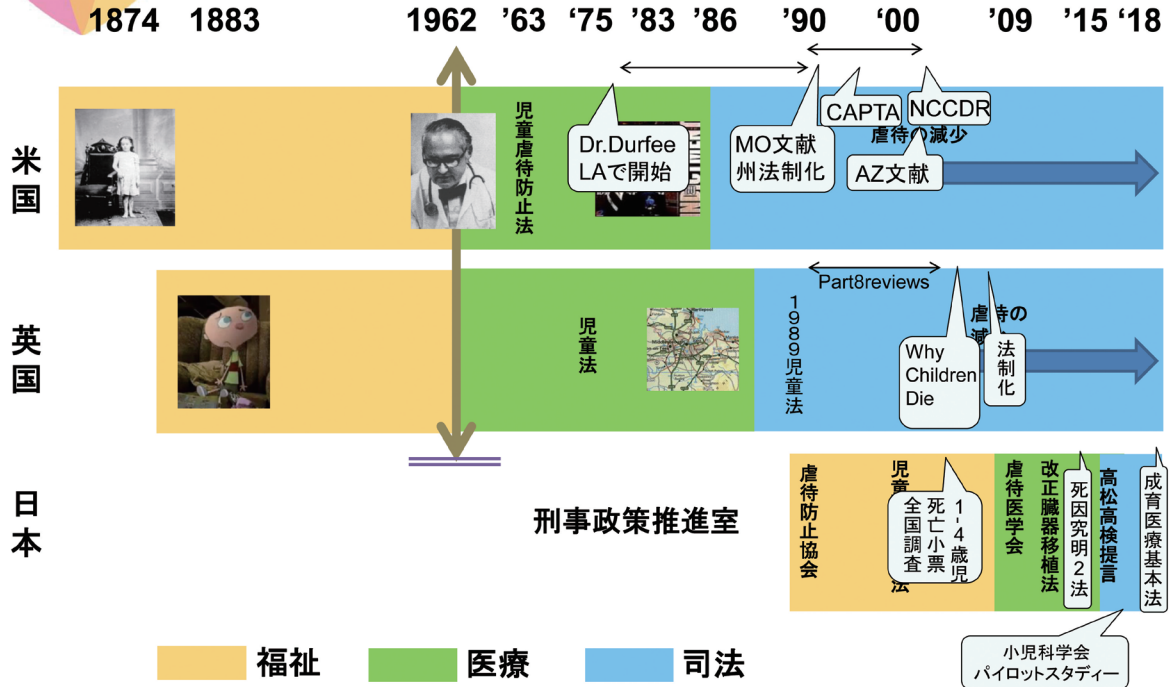 1874 1883 1962 ’63 ‘75 ’83 ’86 ’90 ‘00 ’09 ’15 ‘18
米国
児童虐待防止法
Dr.Durfee
LAで開始
MO文献
州法制化
CAPTA
NCCDR
虐待の減少
AZ文献
英国
児童法
1989児童法
Part8reviews
Why
Children
Die
虐待の
法制化
日本
刑事政策推進室
虐待防止協会
児
法
1-4歳児
死亡小票
全国調査
虐待医学会
改正臓器移植法
死因究明2法
高松高検提言
成育医療基本法
小児科学会
パイロットスタディー
福祉
医療
司法